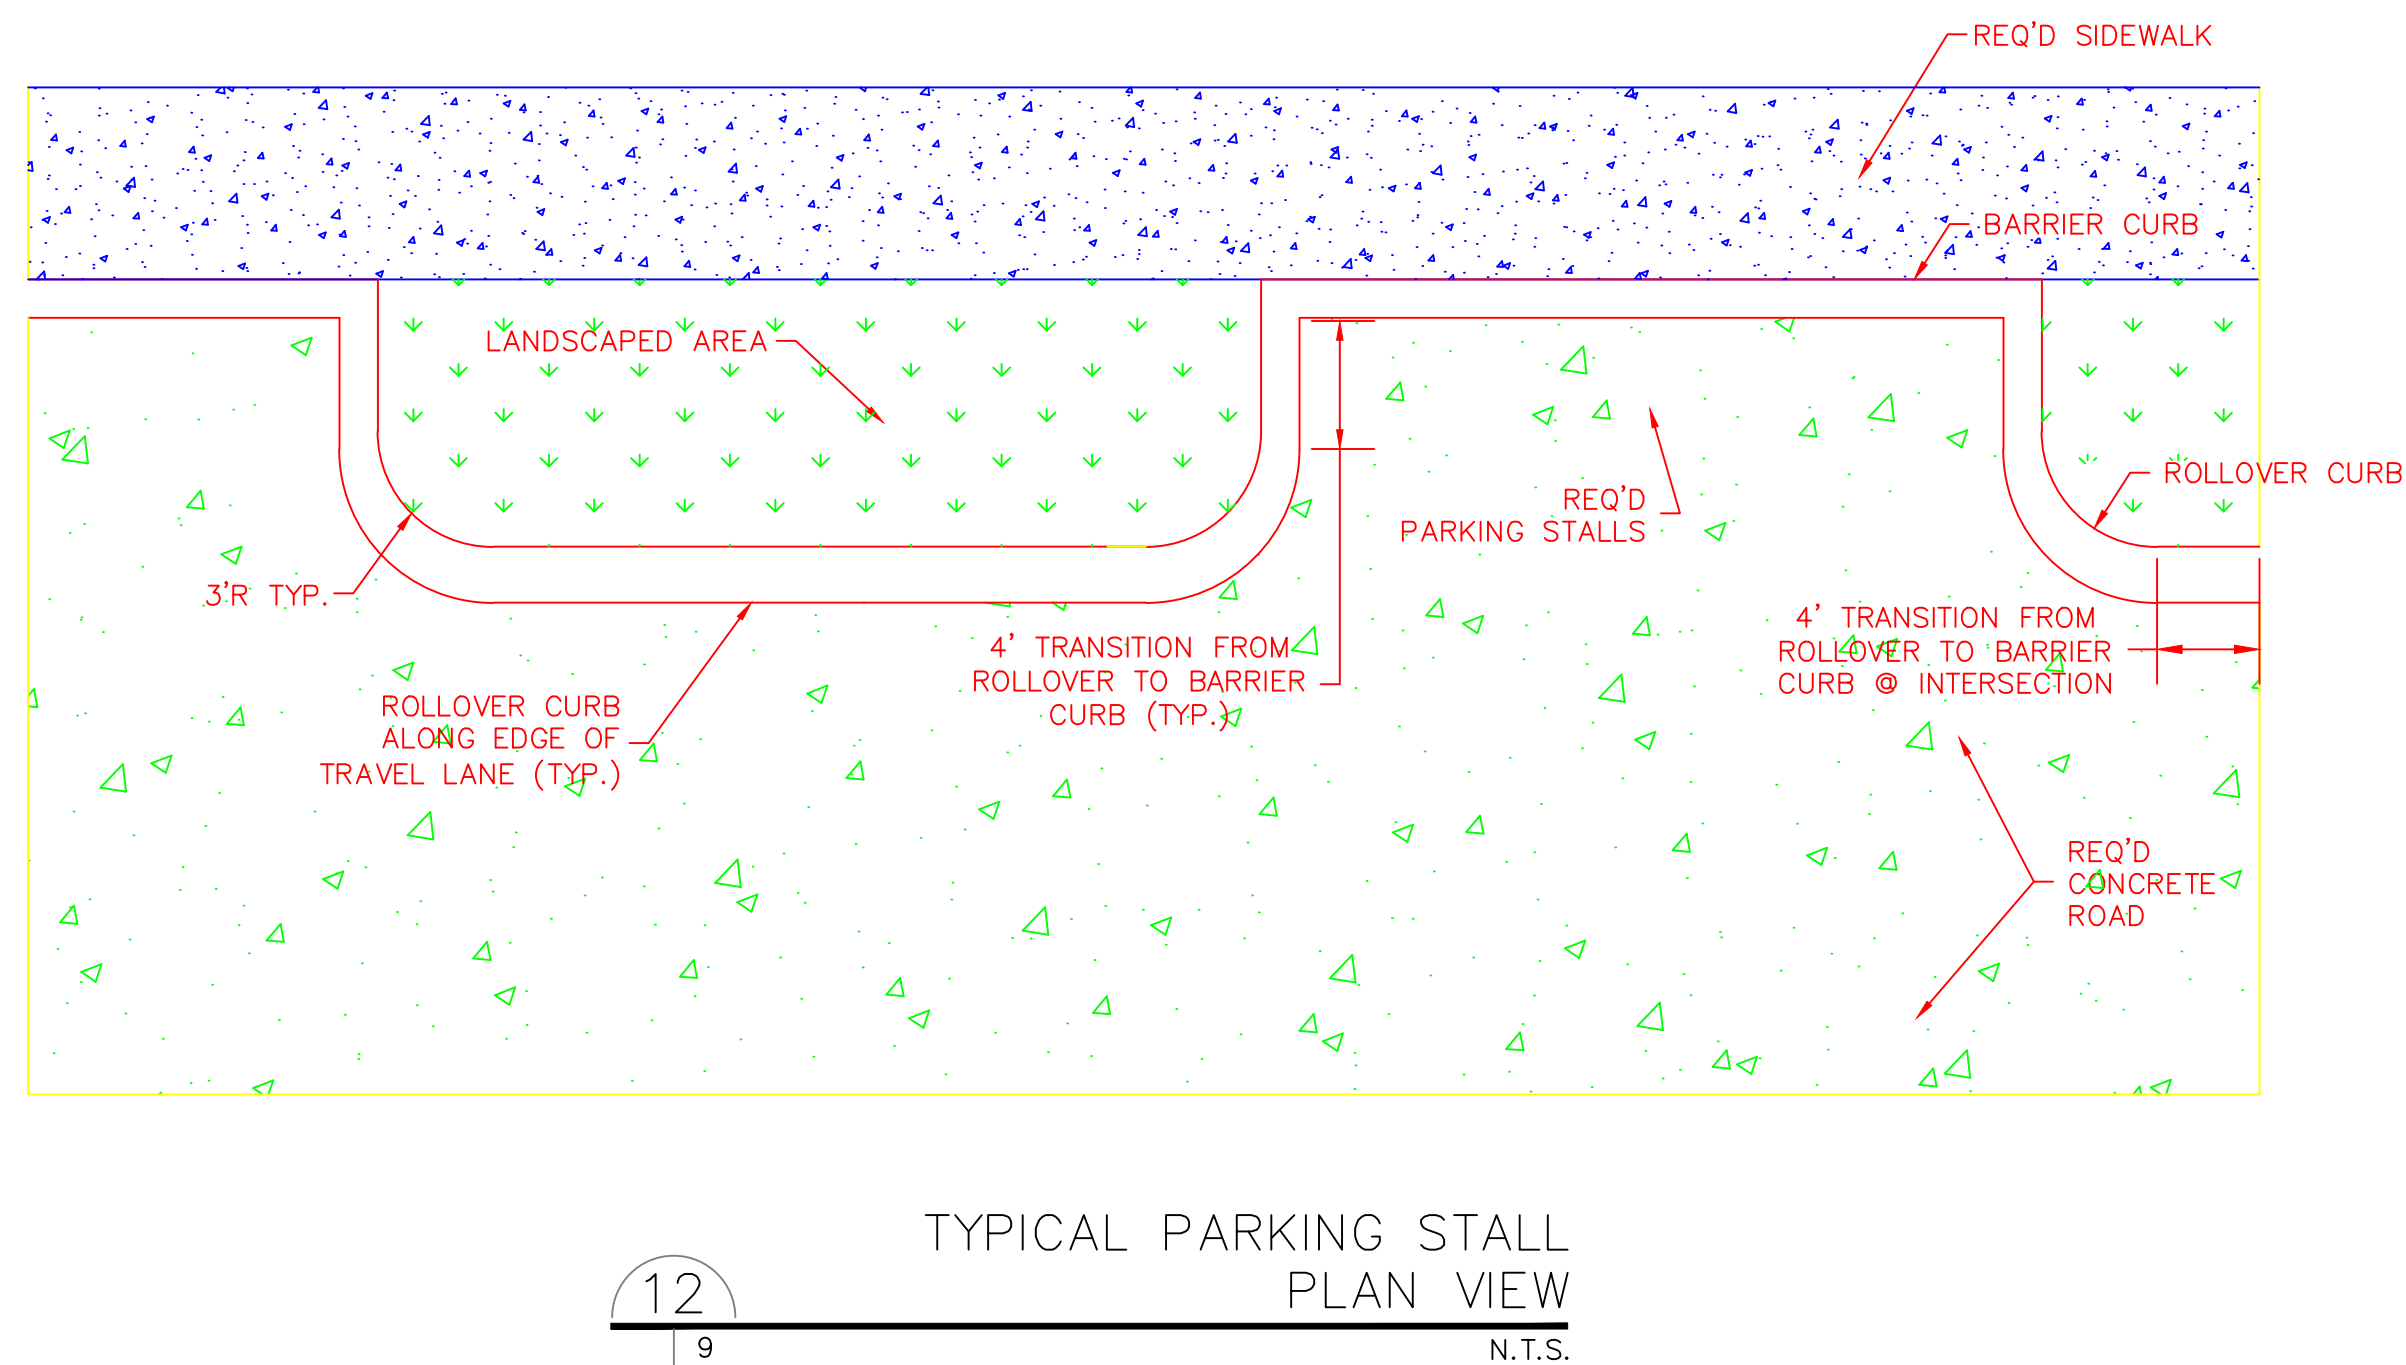 REQ'D SIDEWALK
BARRIER CURB
LANDSCAPED AREA
ROLLOVER CURB
REQ'D
PARKING STALLS
3'R TYP.
4' TRANSITION FROM
ROLLOVER TO BARRIER
CURB (TYP.)
4' TRANSITION FROM
ROLLOVER TO BARRIER
CURB @ INTERSECTION
ROLLOVER CURB
ALONG EDGE OF
TRAVEL LANE (TYP.)
REQ'D
CONCRETE
ROAD
TYPICAL PARKING STALL
PLAN VIEW
12
9
N.T.S.